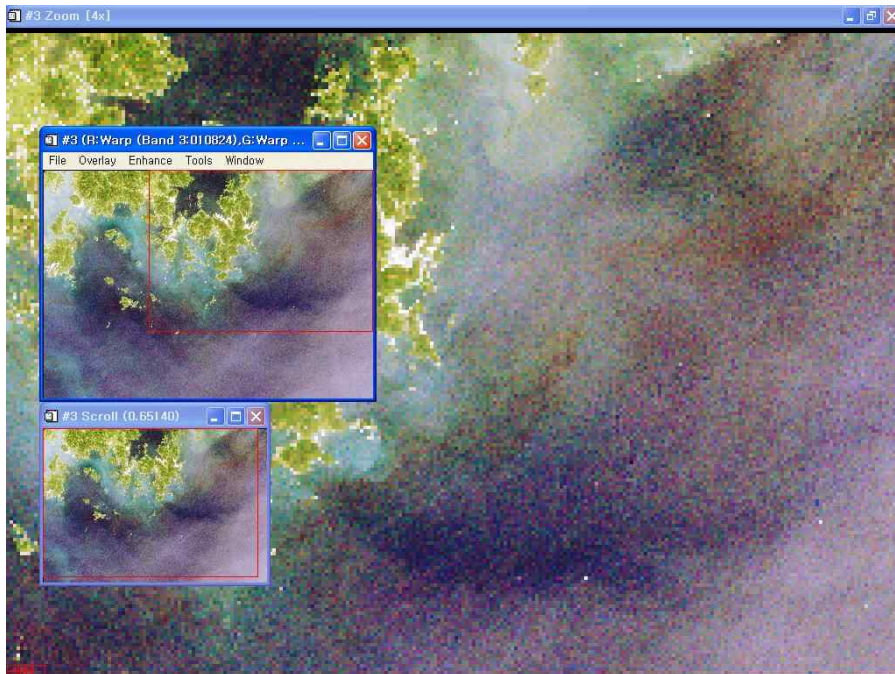 #3 Zoom [4x]
#3 (R:Warp (Band 3:010824),G:Warp ...
File Overlay Enhance Tools Window
#3 Scroll (0.65140)